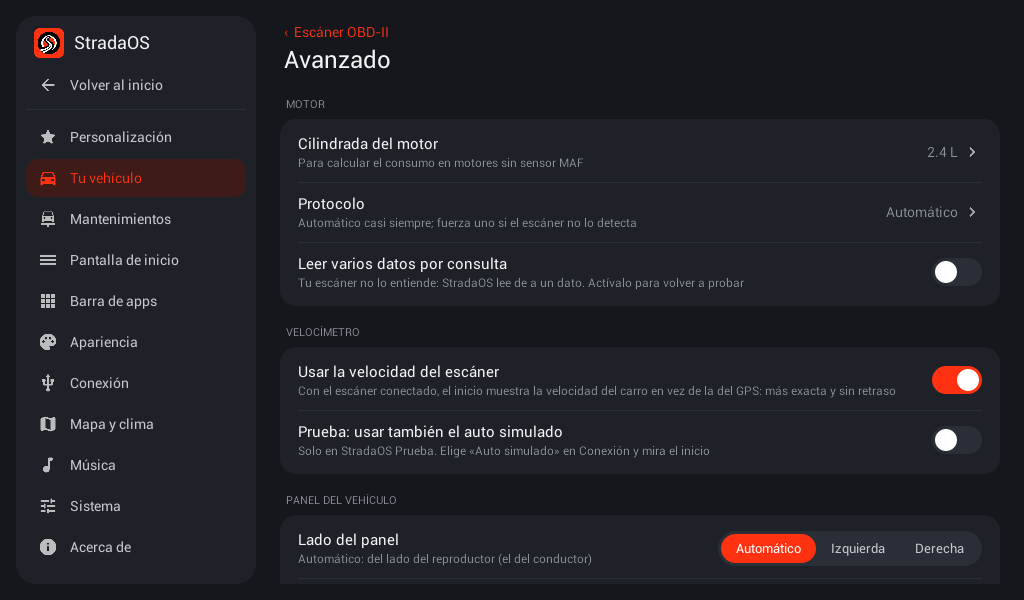 StradaOS
Volver al inicio
Personalización
Tu vehículo
Mantenimientos
Pantalla de inicio
Barra de apps
Apariencia
Conexión
Mapa y clima
Música
Sistema
Acerca de
‹ Escáner OBD-II
Avanzado
MOTOR
Cilindrada del motor
Para calcular el consumo en motores sin sensor MAF
2.4 L
Protocolo
Automático casi siempre; fuerza uno si el escáner no lo detecta
Automático
Leer varios datos por consulta
Tu escáner no lo entiende: StradaOS lee de a un dato. Actívalo para volver a probar
VELOCÍMETRO
Usar la velocidad del escáner
Con el escáner conectado, el inicio muestra la velocidad del carro en vez de la del GPS: más exacta y sin retraso
Prueba: usar también el auto simulado
Solo en StradaOS Prueba. Elige «Auto simulado» en Conexión y mira el inicio
PANEL DEL VEHÍCULO
Lado del panel
Automático: del lado del reproductor (el del conductor)
Automático Izquierda Derecha